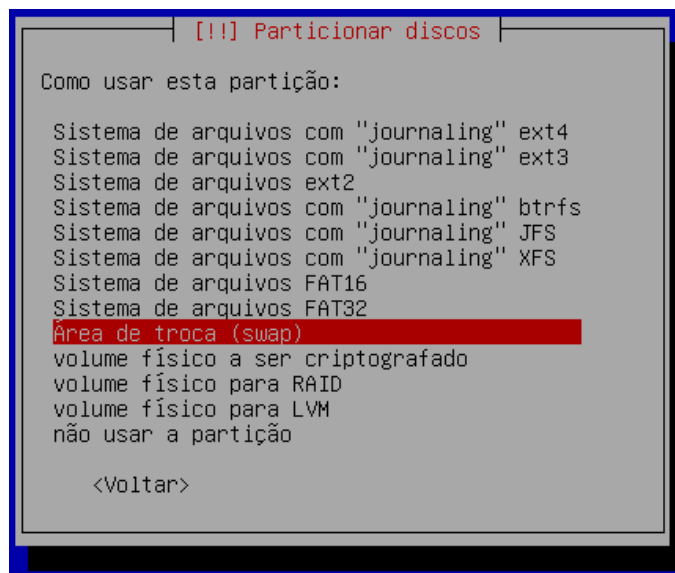 [!!] Particionar discos
Como usar esta partição:
Sistema de arquivos com "journaling" ext4
Sistema de arquivos com "journaling" ext3
Sistema de arquivos ext2
Sistema de arquivos com "journaling" btrfs
Sistema de arquivos com "journaling" JFS
Sistema de arquivos com "journaling" XFS
Sistema de arquivos FAT16
Sistema de arquivos FAT32
Área de troca (swap)
volume físico a ser criptografado
volume físico para RAID
volume físico para LVM
não usar a partição
<Voltar>